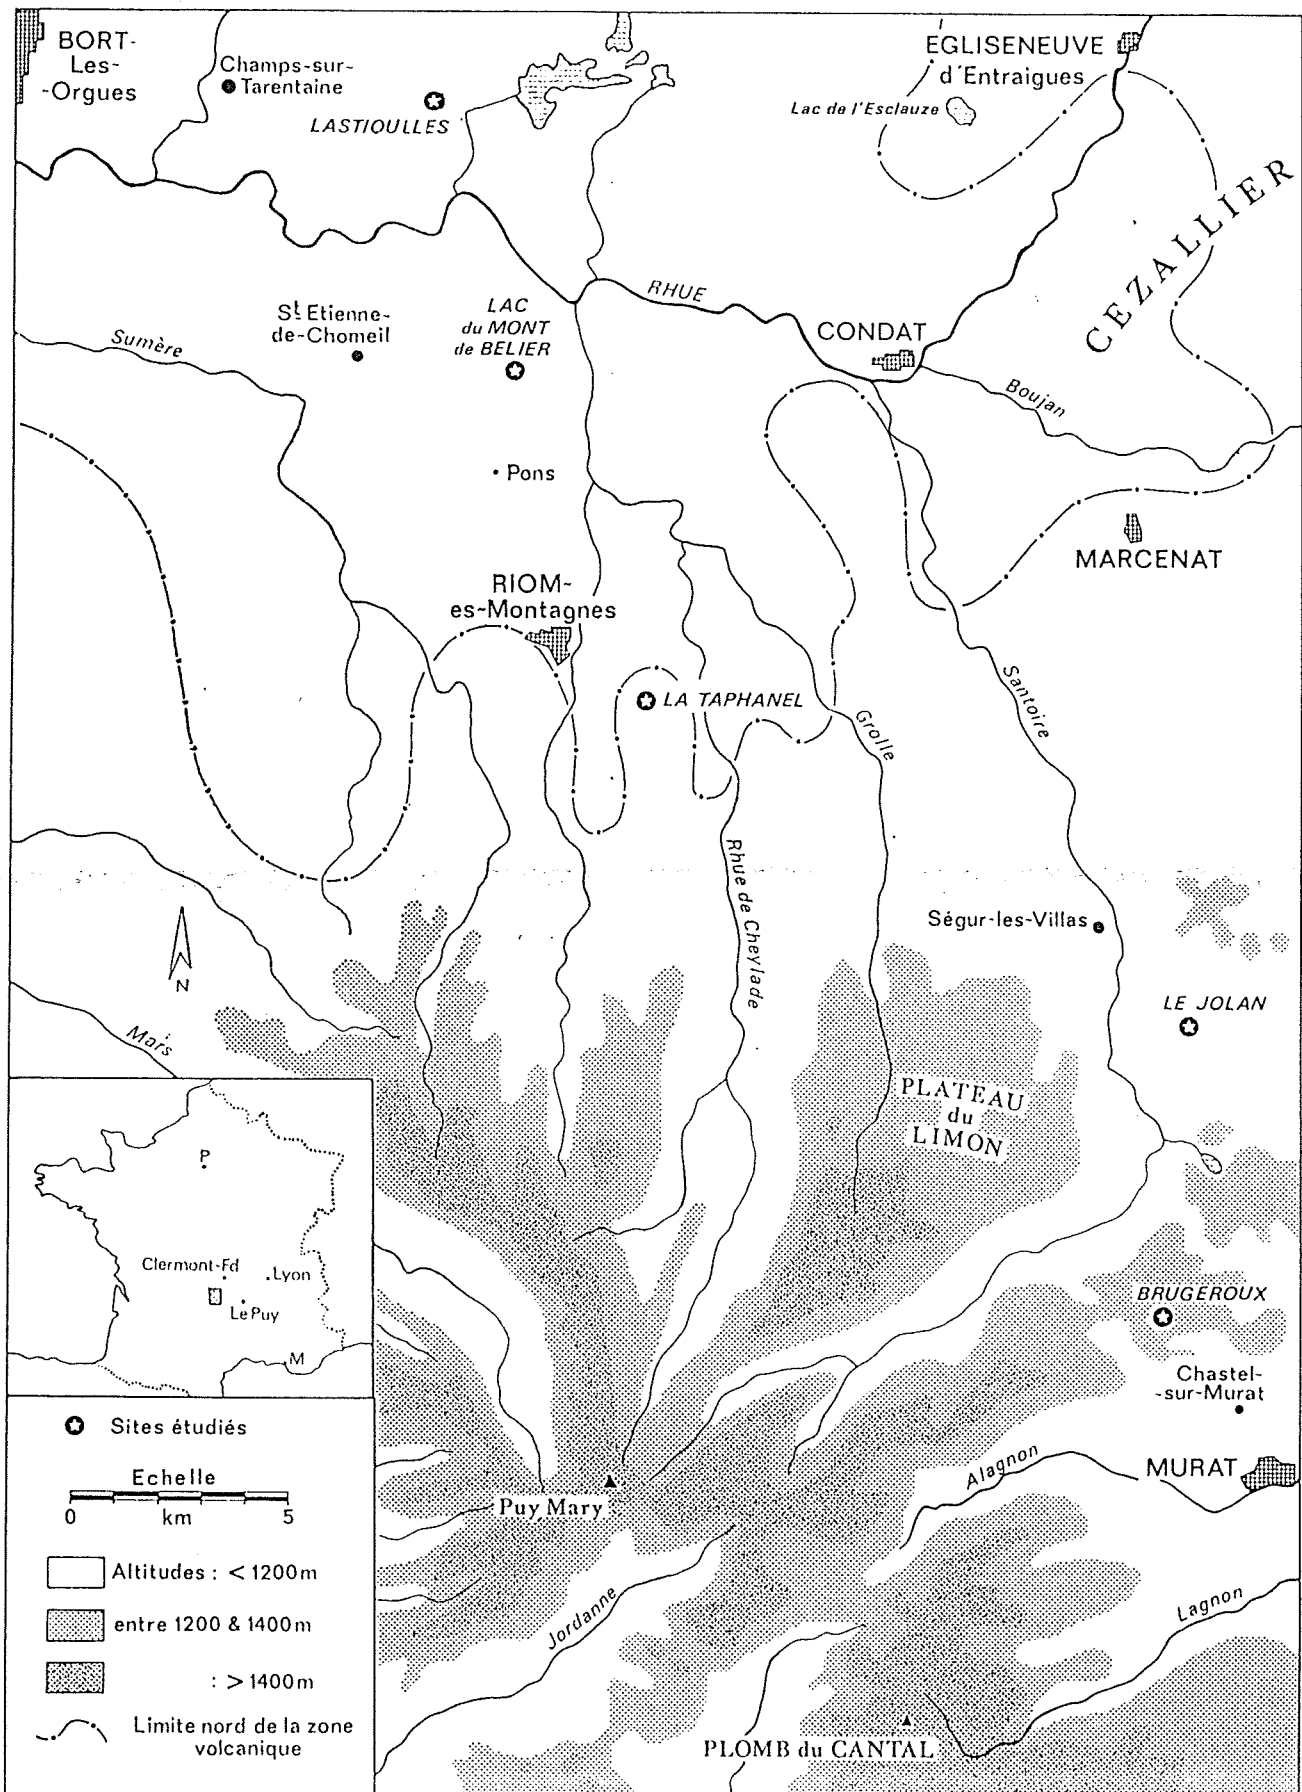 BORT-
Les-
-Orgues
Champs-sur-
Tarentaine
LASTIOULLES
EGLISENEUVE
d'Entraigues
Lac de l'Esclauze
CEZALLIER
RHUE
St Etienne-
de-Chomeil
LAC
du MONT
de BELIER
Sumère
CONDAT
Boujan
Pons
MARCENAT
RIOM-
es-Montagnes
LA TAPHANEL
Grolle
Santoire
Rhue de Cheylade
Ségur-les-Villas
N
LE JOLAN
Mars
PLATEAU
du
LIMON
P
Clermont-Fd
Lyon
Le Puy
M
BRUGEROUX
Chastel-
-sur-Murat
Sites étudiés
Alagnon
MURAT
Echelle
0 km 5
Puy Mary
Altitudes : < 1200m
entre 1200 & 1400m
: > 1400m
Jordanne
Lagnon
Limite nord de la zone
volcanique
PLOMB du CANTAL